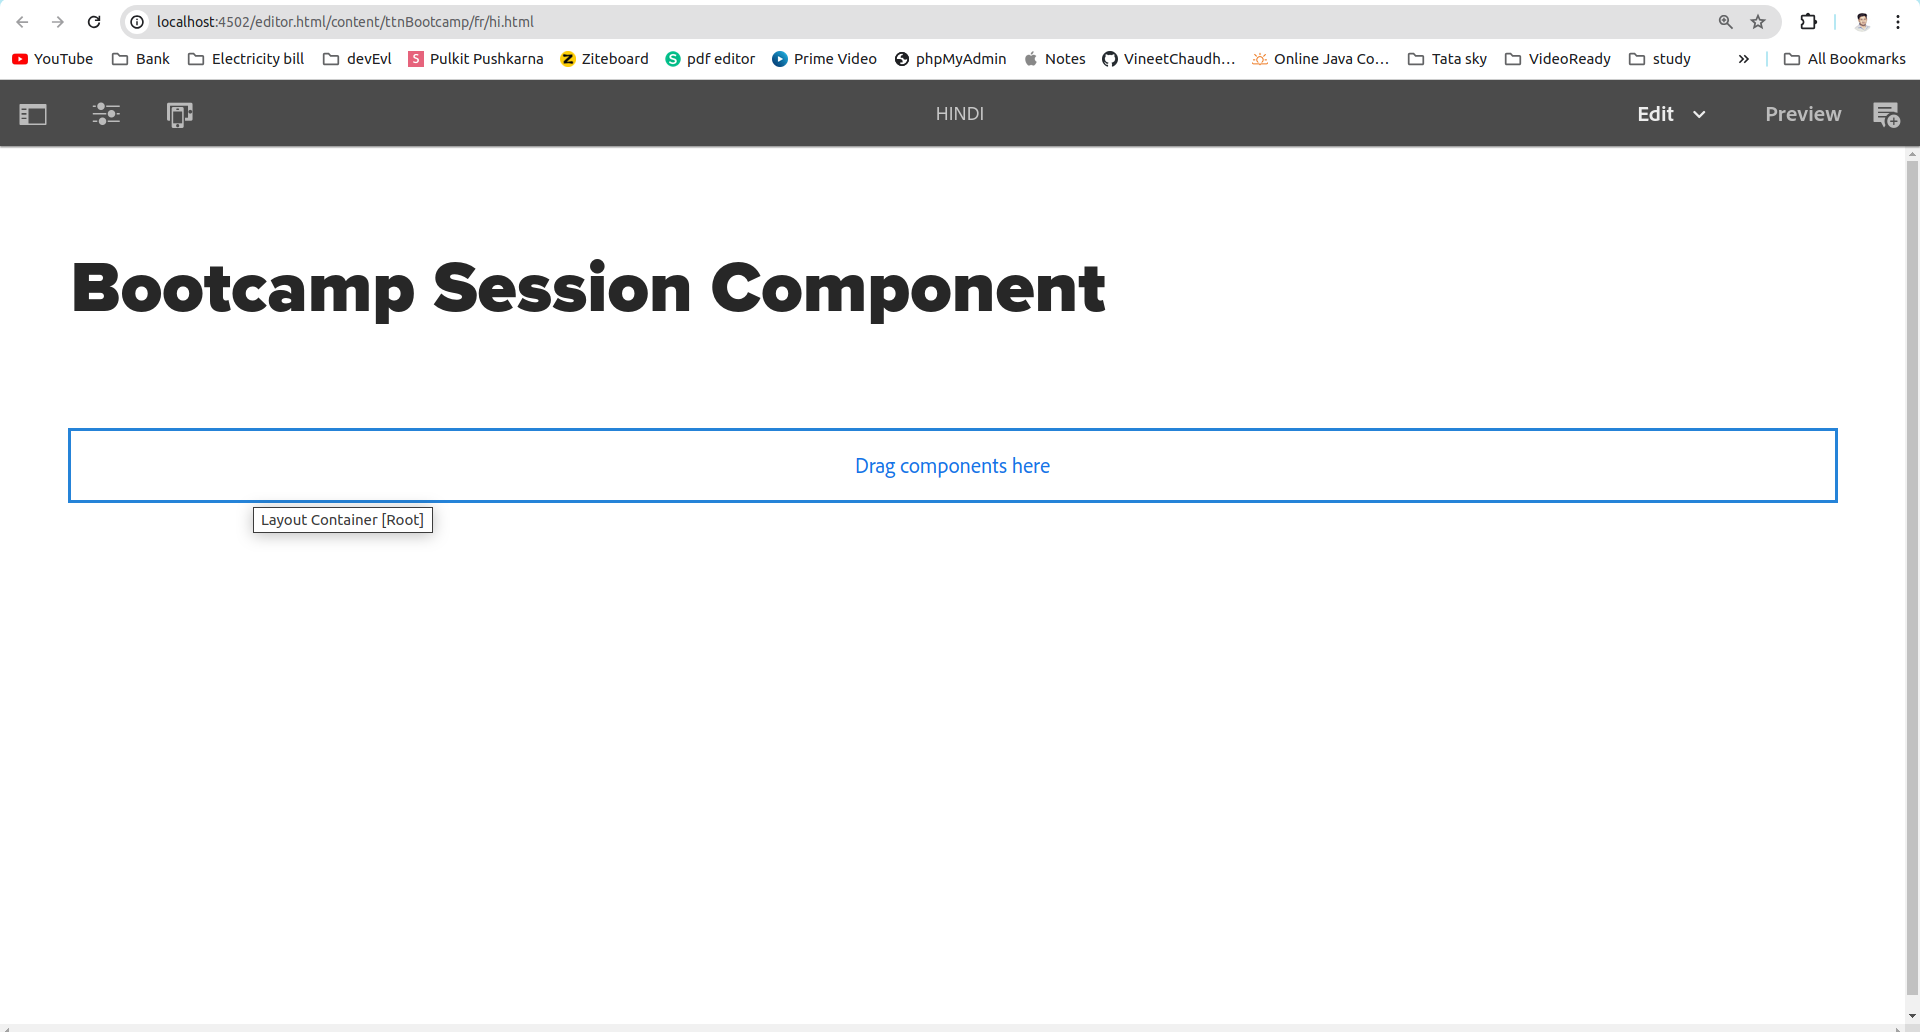 localhost:4502/editor.html/content/ttnBootcamp/fr/hi.html
YouTube Bank Electricity bill devEvl S Pulkit Pushkarna Z Ziteboard S pdf editor Prime Video phpMyAdmin Notes VineetChaudh... Online Java Co... Tata sky VideoReady study » All Bookmarks
HINDI Edit Preview
Bootcamp Session Component
Drag components here
Layout Container [Root]